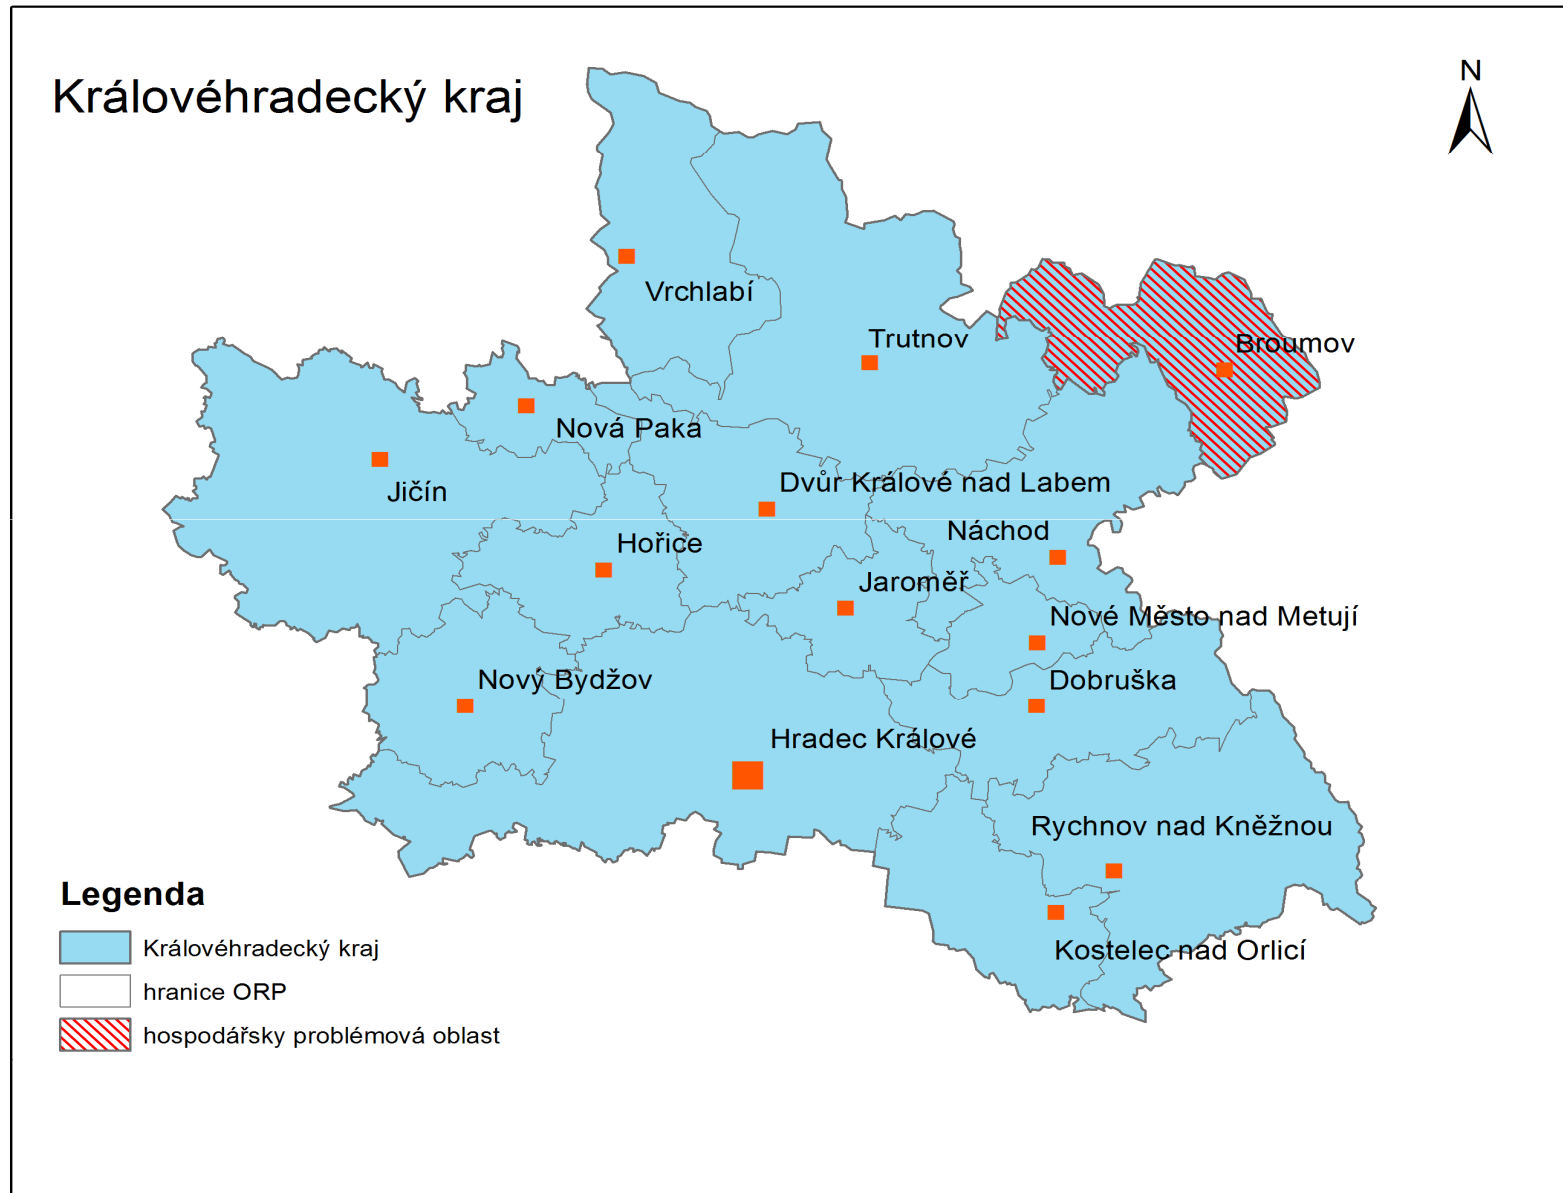 Královéhradecký kraj
N
Vrchlabí
Trutnov
Broumov
Nová Paka
Jičín
Dvůr Králové nad Labem
Náchod
Hořice
Jaroměř
Nové Město nad Metují
Nový Bydžov
Dobruška
Hradec Králové
Rychnov nad Kněžnou
Kostelec nad Orlicí
Legenda
Královéhradecký kraj
hranice ORP
hospodářsky problémová oblast